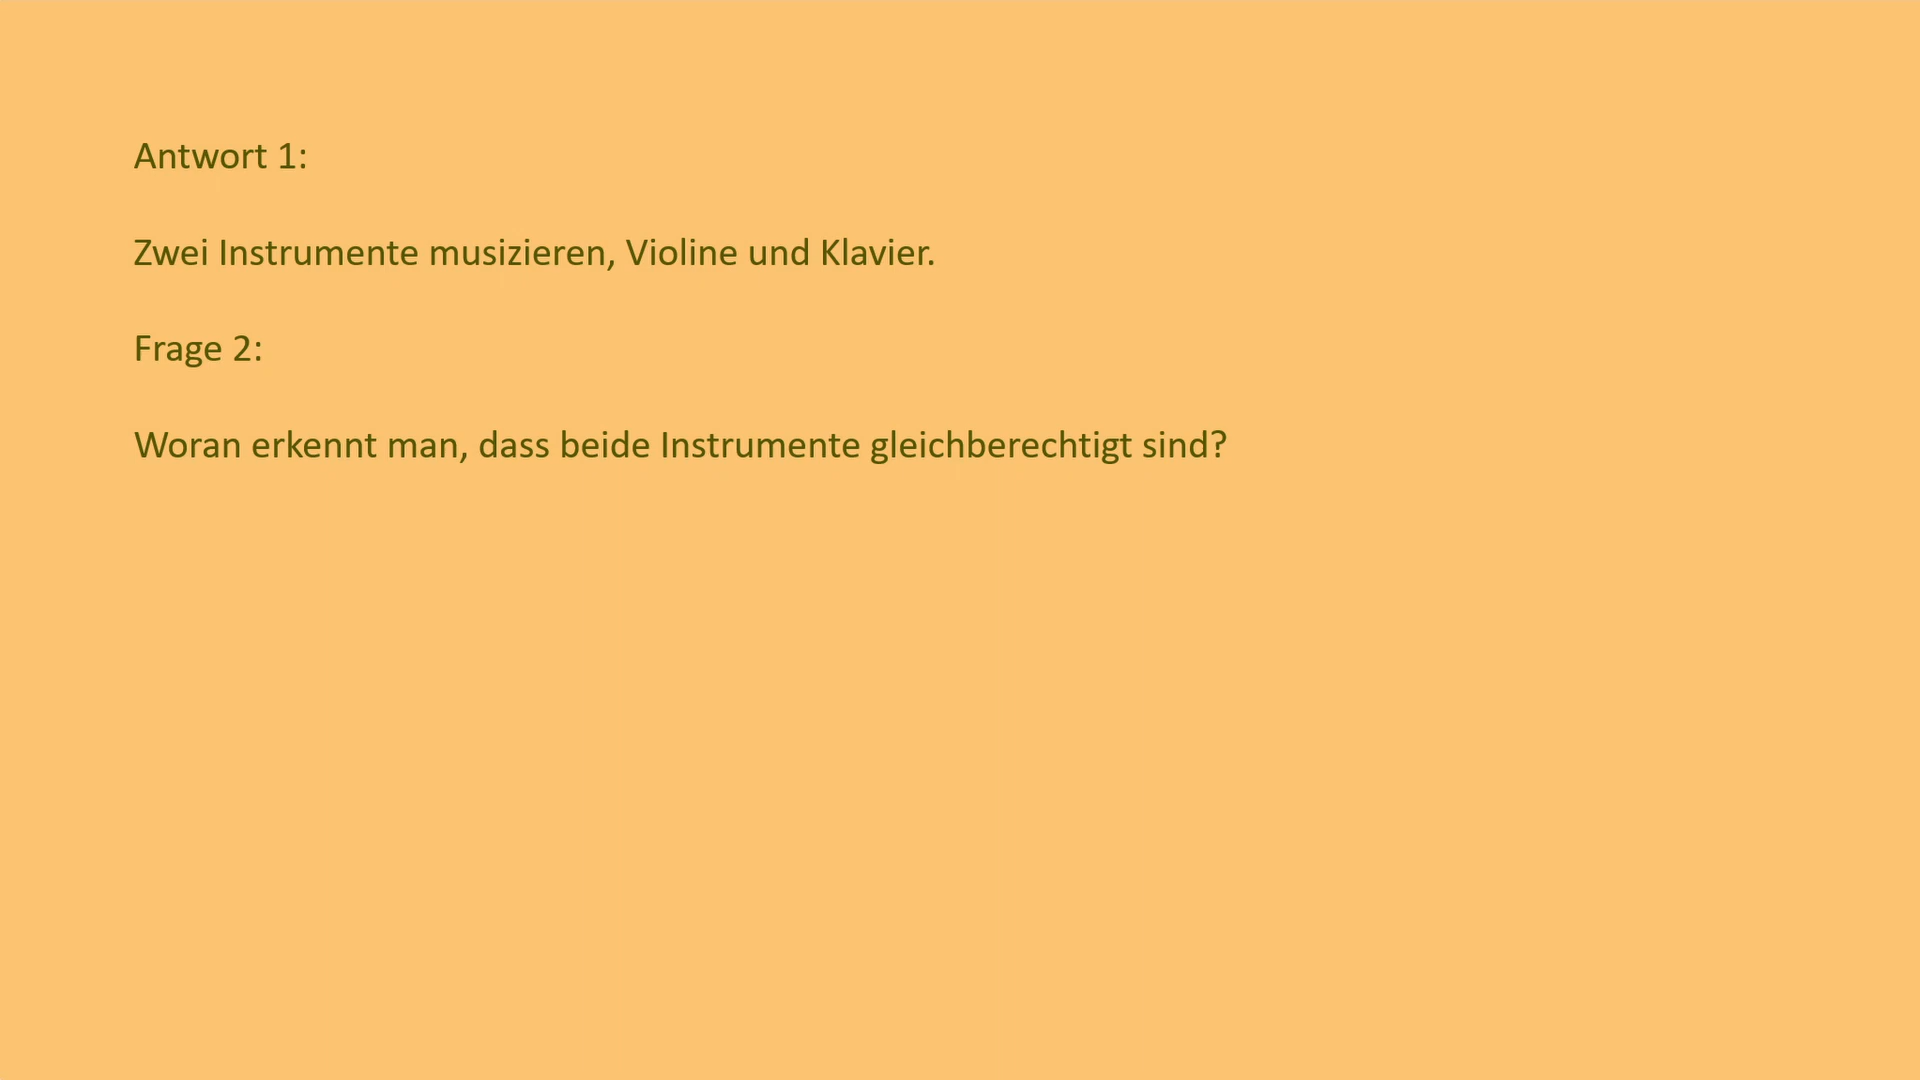 Antwort 1:
Zwei Instrumente musizieren, Violine und Klavier.
Frage 2:
Woran erkennt man, dass beide Instrumente gleichberechtigt sind?